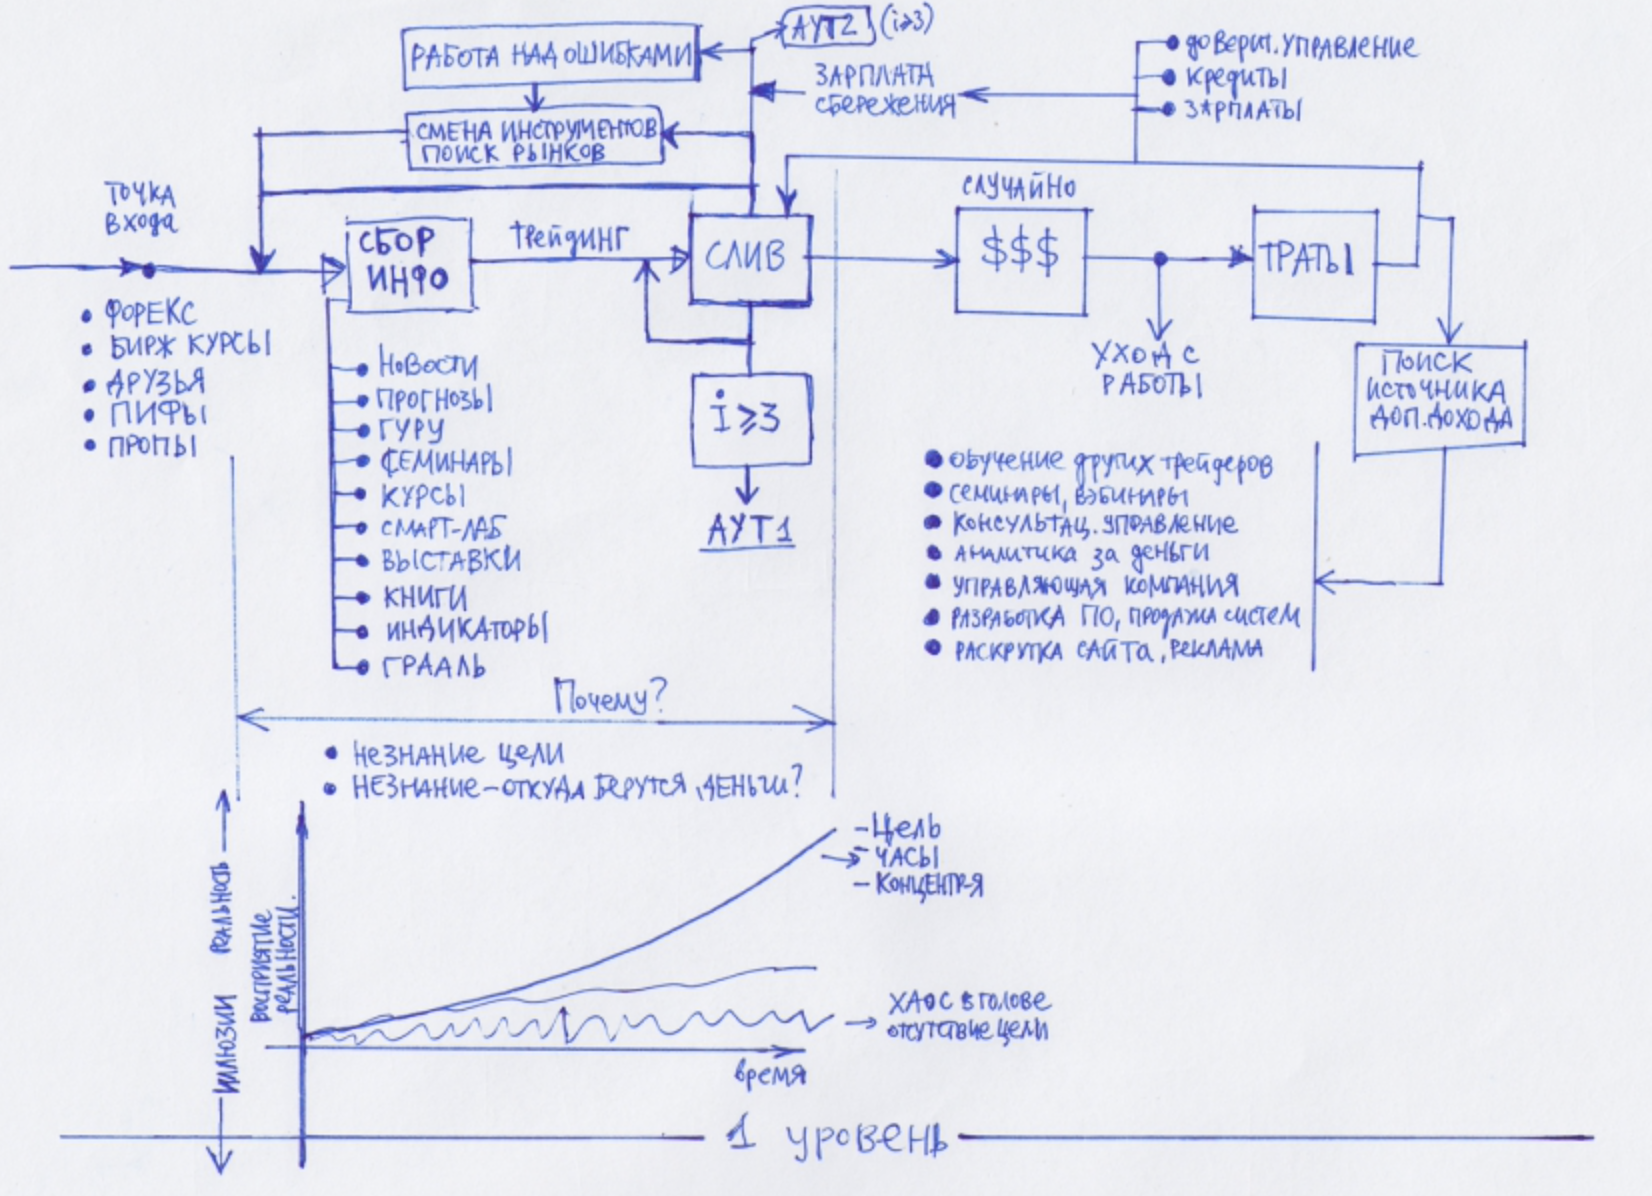 АУТ2 (i≥3)
РАБОТА НАД ОШИБКАМИ
ЗАРПЛАТА
СБЕРЕЖЕНИЯ
ДОВЕРИТ. УПРАВЛЕНИЕ
КРЕДИТЫ
ЗАРПЛАТЫ
СМЕНА ИНСТРУМЕНТОВ
ПОИСК РЫНКОВ
ТОЧКА
ВХОДА
СБОР
ИНФО
ТРЕЙДИНГ
СЛИВ
СЛУЧАЙНО
$$$
ТРАТЫ
• ФОРЕКС
• БИРЖ КУРСЫ
• ДРУЗЬЯ
• ПИФЫ
• ПРОПЫ
НОВОСТИ
ПРОГНОЗЫ
ГУРУ
СЕМИНАРЫ
КУРСЫ
СМАРТ-ЛАБ
ВЫСТАВКИ
КНИГИ
ИНДИКАТОРЫ
ГРААЛЬ
i≥3
АУТ1
УХОД С
РАБОТЫ
ПОИСК
ИСТОЧНИКА
ДОП. ДОХОДА
• ОБУЧЕНИЕ ДРУГИХ ТРЕЙДЕРОВ
• СЕМИНАРЫ, ВЭБИНАРЫ
• КОНСУЛЬТАЦ. УПРАВЛЕНИЕ
• АНАЛИТИКА ЗА ДЕНЬГИ
• УПРАВЛЯЮЩАЯ КОМПАНИЯ
• РАЗРАБОТКА ПО, ПРОДАЖА СИСТЕМ
• РАСКРУТКА САЙТА, РЕКЛАМА
Почему?
• НЕЗНАНИЕ ЦЕЛИ
• НЕЗНАНИЕ – ОТКУДА БЕРУТСЯ ДЕНЬГИ?
ИЛЛЮЗИИ РЕАЛЬНОСТЬ
ВОСПРИЯТИЕ
РЕАЛЬНОСТИ.
– Цель
– ЧАСЫ
– КОНЦЕНТР-Я
ХАОС В ГОЛОВЕ
ОТСУТСТВИЕ ЦЕЛИ
время
1 уровень